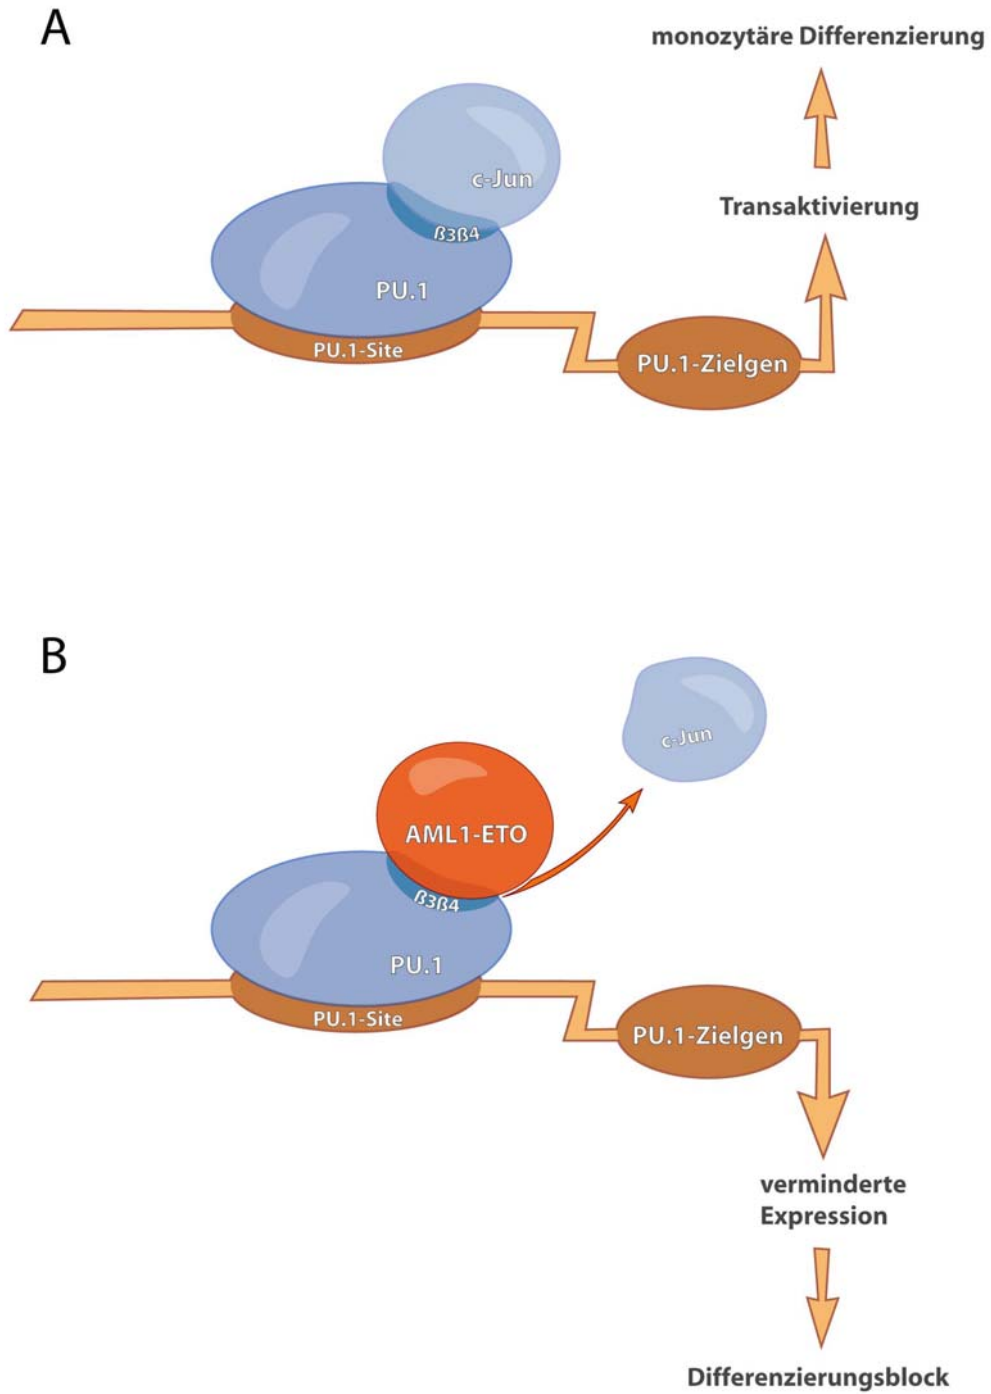 A
monozytäre Differenzierung
c-Jun
Transaktivierung
ß3ß4
PU.1
PU.1-Site
PU.1-Zielgen
B
c-Jun
AML1-ETO
ß3ß4
PU.1
PU.1-Site
PU.1-Zielgen
verminderte
Expression
Differenzierungsblock